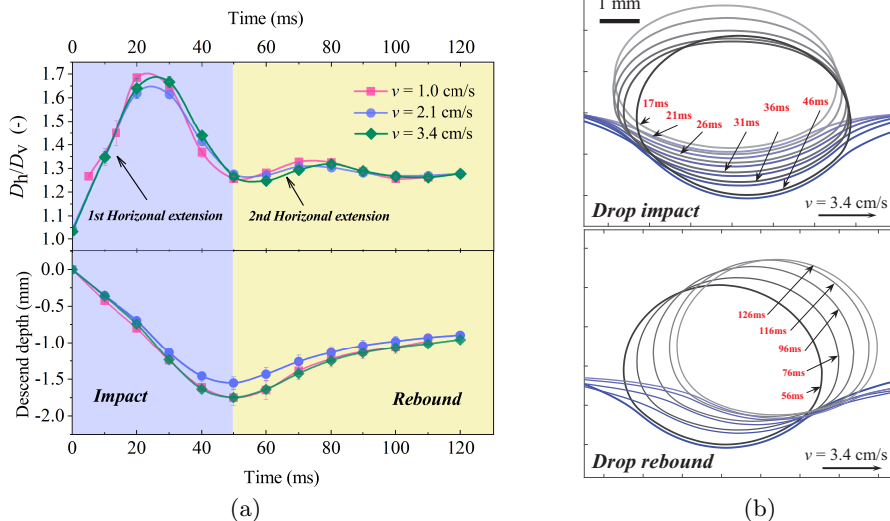 Time (ms)
0 20 40 60 80 100 120
1.7
1.6
1.5
1.4
1.3
1.2
1.1
1.0
Dh/DV (-)
v = 1.0 cm/s
v = 2.1 cm/s
v = 3.4 cm/s
1st Horizonal extension
2nd Horizonal extension
0.0
-0.5
-1.0
-1.5
-2.0
Descend depth (mm)
Impact
Rebound
0 20 40 60 80 100 120
Time (ms)
(a)
1 mm
17ms
21ms
26ms
31ms
36ms
46ms
Drop impact
v = 3.4 cm/s
126ms
116ms
96ms
76ms
56ms
Drop rebound
v = 3.4 cm/s
(b)